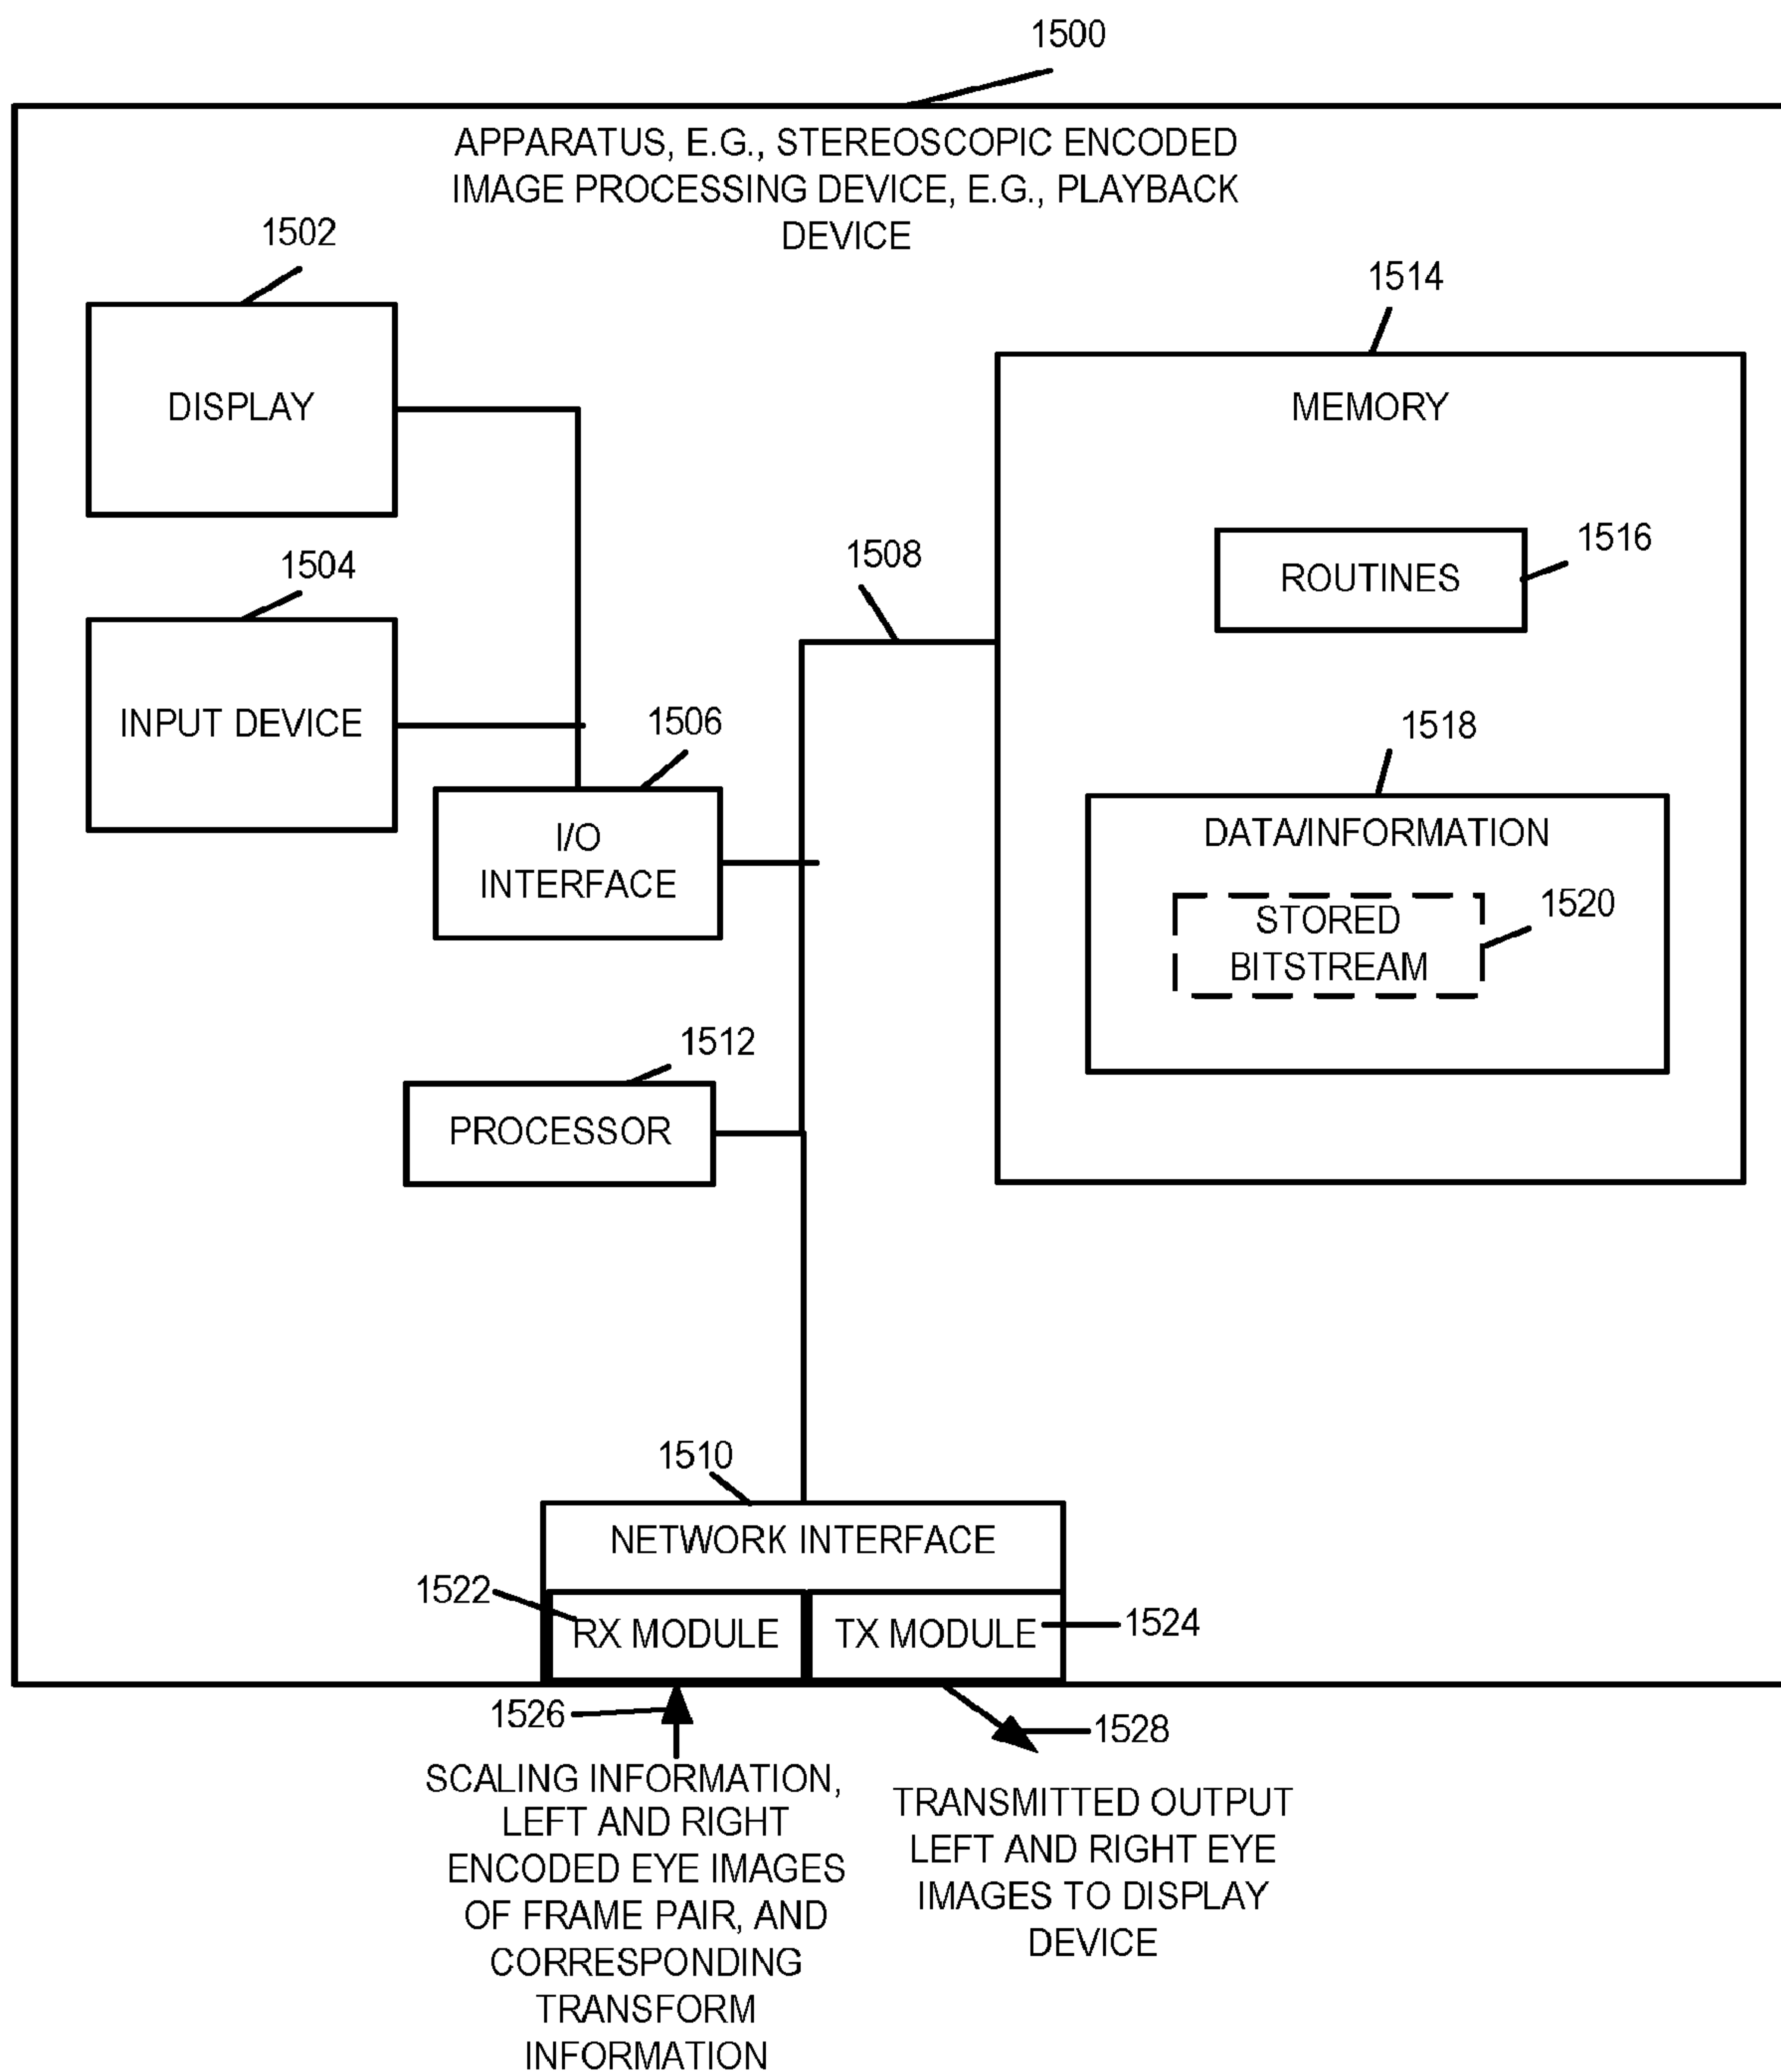 1500
APPARATUS, E.G., STEREOSCOPIC ENCODED
IMAGE PROCESSING DEVICE, E.G., PLAYBACK
DEVICE
1502
DISPLAY
1504
INPUT DEVICE
1506
I/O
INTERFACE
1508
1512
PROCESSOR
1514
MEMORY
1516
ROUTINES
1518
DATA/INFORMATION
STORED
BITSTREAM
1520
1510
NETWORK INTERFACE
1522
RX MODULE
TX MODULE
1524
1526
SCALING INFORMATION,
LEFT AND RIGHT
ENCODED EYE IMAGES
OF FRAME PAIR, AND
CORRESPONDING
TRANSFORM
INFORMATION
1528
TRANSMITTED OUTPUT
LEFT AND RIGHT EYE
IMAGES TO DISPLAY
DEVICE